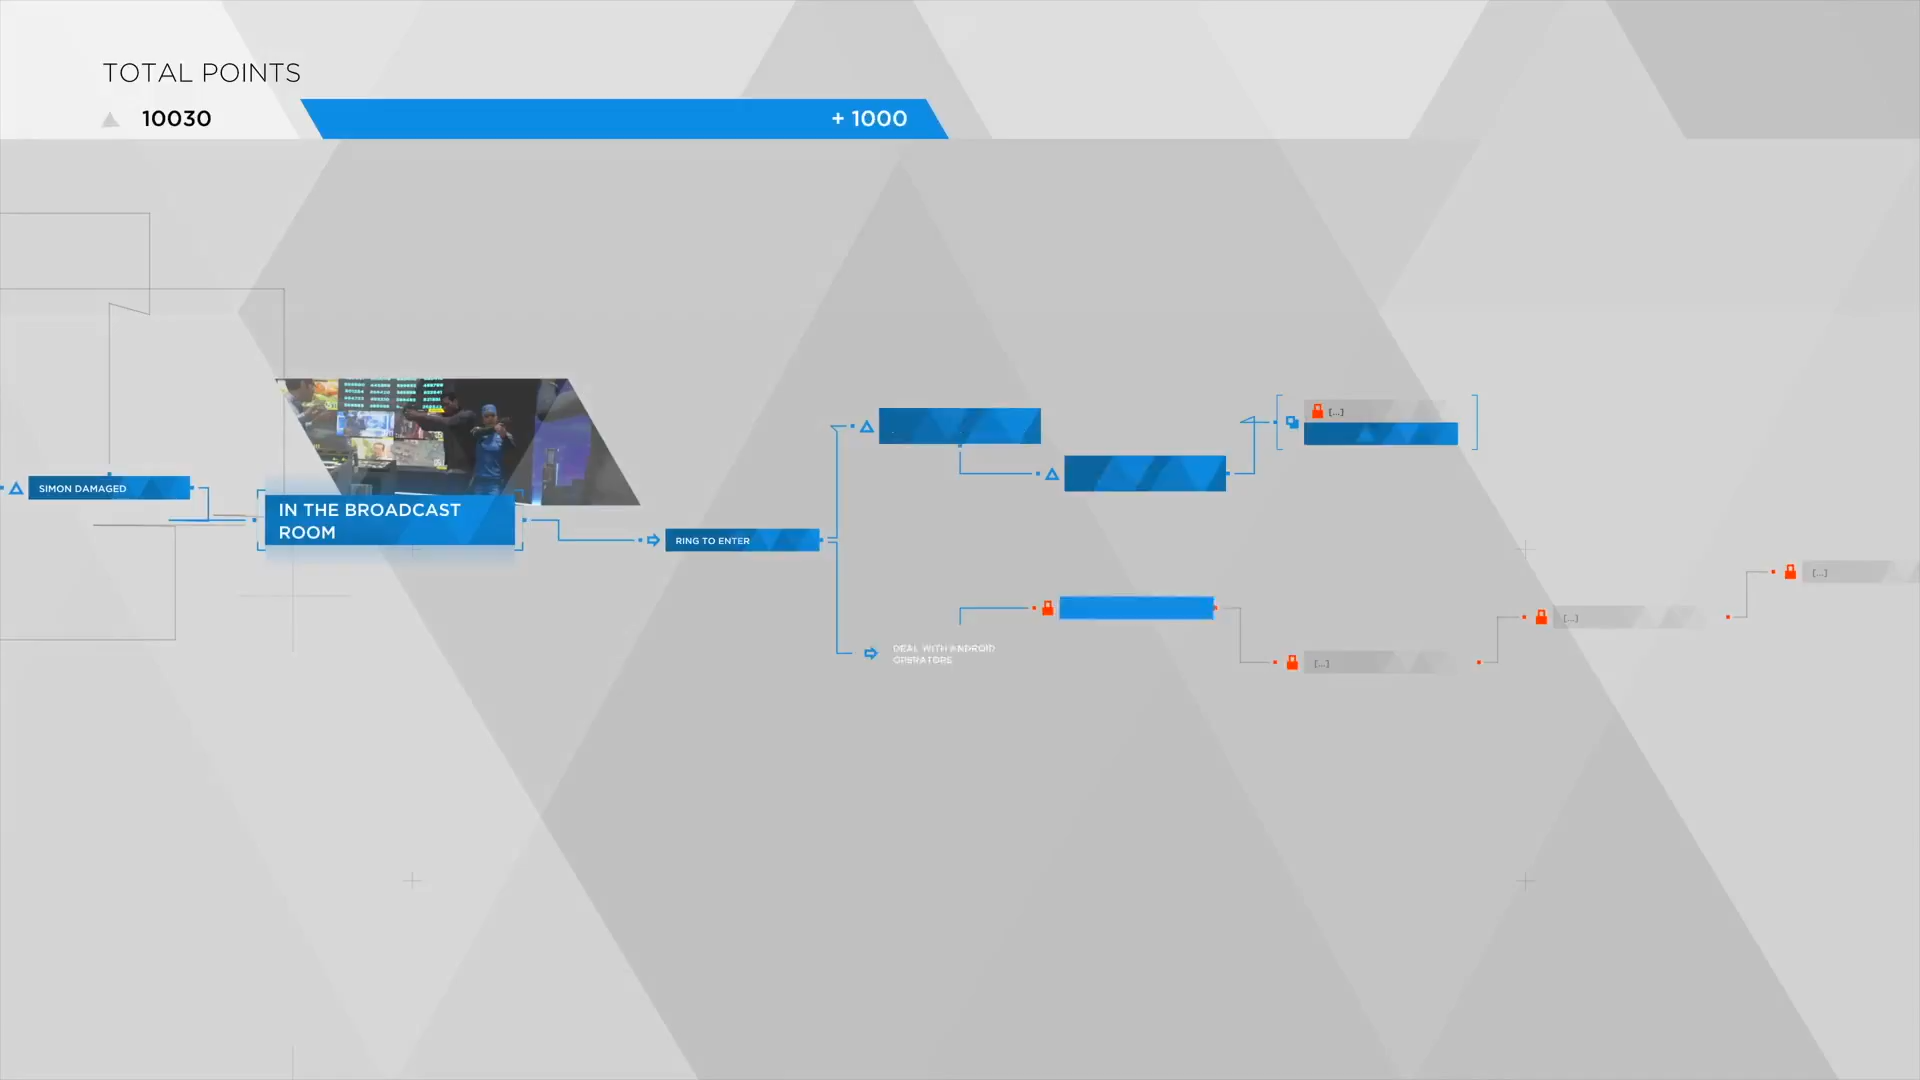 TOTAL POINTS
10030
+ 1000
[...]
SIMON DAMAGED
IN THE BROADCAST
ROOM
RING TO ENTER
[...]
[...]
DEAL WITH ANDROID
OPERATORS
[...]